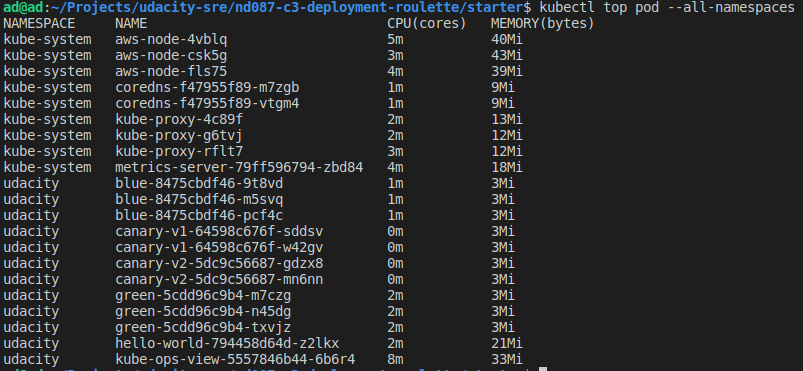 ad@ad:~/Projects/udacity-sre/nd087-c3-deployment-roulette/starter$ kubectl top pod --all-namespaces
NAMESPACE NAME CPU(cores) MEMORY(bytes)
kube-system aws-node-4vblq 5m 40Mi
kube-system aws-node-csk5g 3m 43Mi
kube-system aws-node-fls75 4m 39Mi
kube-system coredns-f47955f89-m7zgb 1m 9Mi
kube-system coredns-f47955f89-vtgm4 1m 9Mi
kube-system kube-proxy-4c89f 2m 13Mi
kube-system kube-proxy-g6tvj 2m 12Mi
kube-system kube-proxy-rflt7 3m 12Mi
kube-system metrics-server-79ff596794-zbd84 4m 18Mi
udacity blue-8475cbdf46-9t8vd 1m 3Mi
udacity blue-8475cbdf46-m5svq 1m 3Mi
udacity blue-8475cbdf46-pcf4c 1m 3Mi
udacity canary-v1-64598c676f-sddsv 0m 3Mi
udacity canary-v1-64598c676f-w42gv 0m 3Mi
udacity canary-v2-5dc9c56687-gdzx8 0m 3Mi
udacity canary-v2-5dc9c56687-mn6nn 0m 3Mi
udacity green-5cdd96c9b4-m7czg 2m 3Mi
udacity green-5cdd96c9b4-n45dg 2m 3Mi
udacity green-5cdd96c9b4-txvjz 2m 3Mi
udacity hello-world-794458d64d-z2lkx 2m 21Mi
udacity kube-ops-view-5557846b44-6b6r4 8m 33Mi